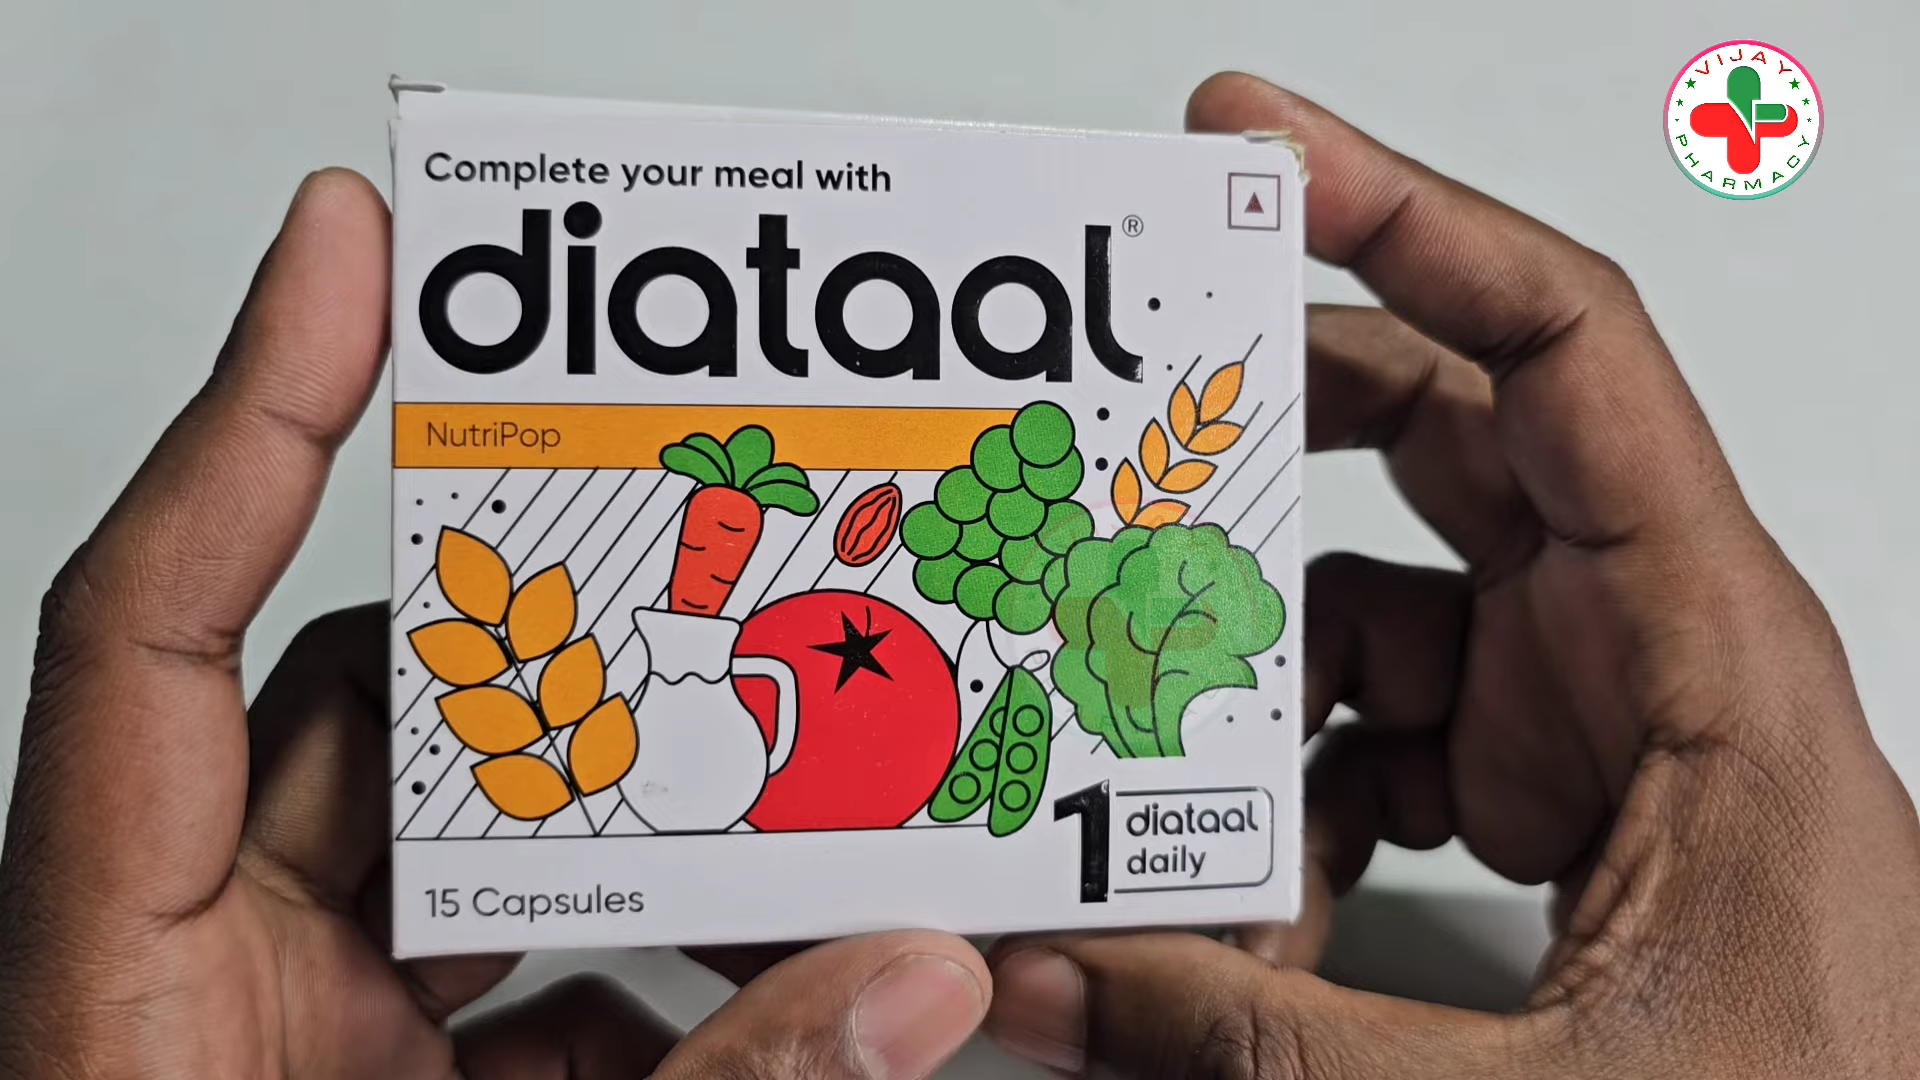 Complete your meal with
diataal®
NutriPop
15 Capsules
1 diataal
daily
VIJAY
PHARMACY